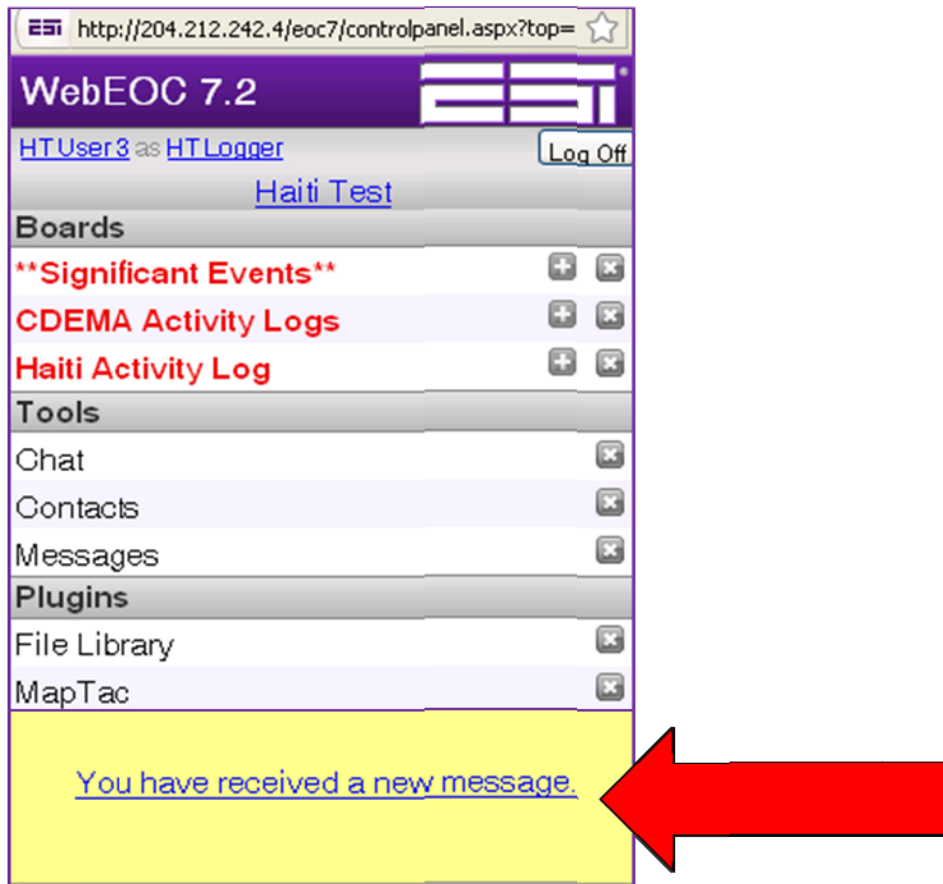 ESi http://204.212.242.4/eoc7/controlpanel.aspx?top=
WebEOC 7.2 ESi
HTUser3 as HTLogger Log Off
Haiti Test
Boards
**Significant Events**
CDEMA Activity Logs
Haiti Activity Log
Tools
Chat
Contacts
Messages
Plugins
File Library
MapTac
You have received a new message.